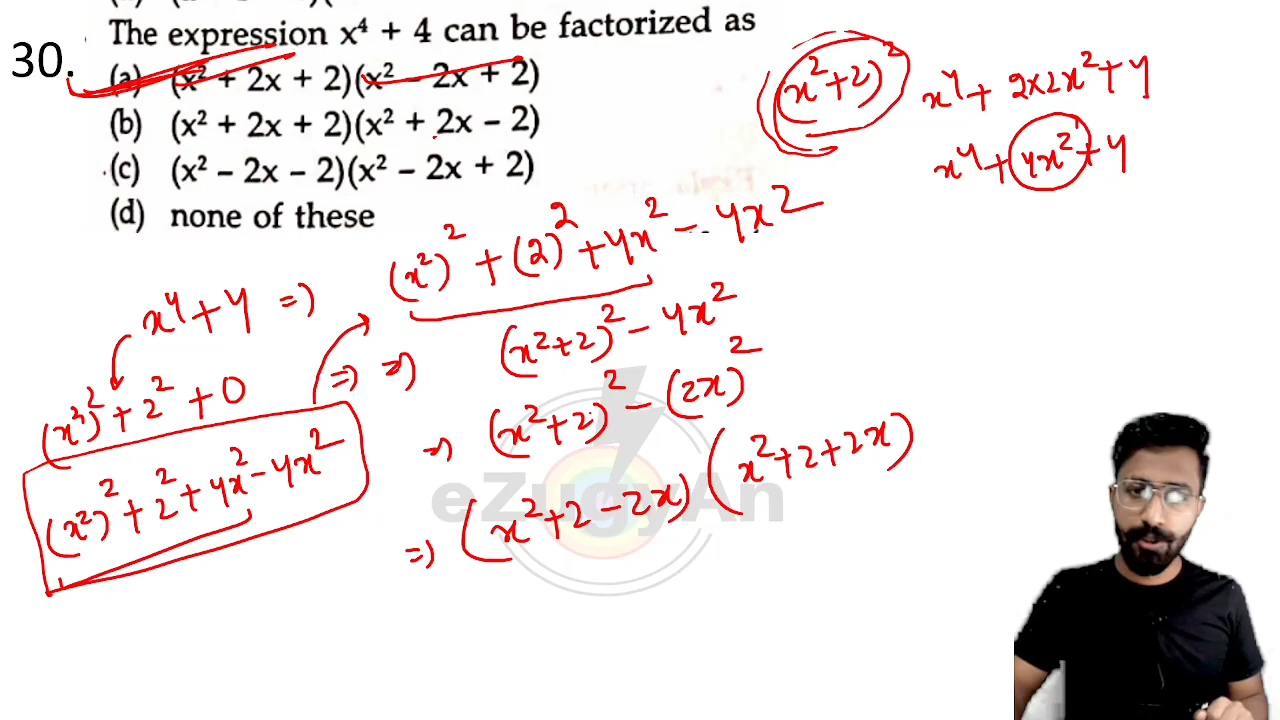 The expression x⁴ + 4 can be factorized as
30.
(a) (x² + 2x + 2)(x² − 2x + 2)
(b) (x² + 2x + 2)(x² + 2x − 2)
(c) (x² − 2x − 2)(x² − 2x + 2)
(d) none of these
(x²+2)²
x⁴ + 2×2x² + 4
x⁴ + 4x² + 4
x⁴ + 4 ⇒
(x²)² + 2² + 0
(x²)² + 2² + 4x² − 4x²
(x²)² + (2)² + 4x² − 4x²
⇒ ⇒ (x²+2)² − 4x²
⇒ (x²+2)² − (2x)²
⇒ (x²+2−2x) (x²+2+2x)
eZugyAn